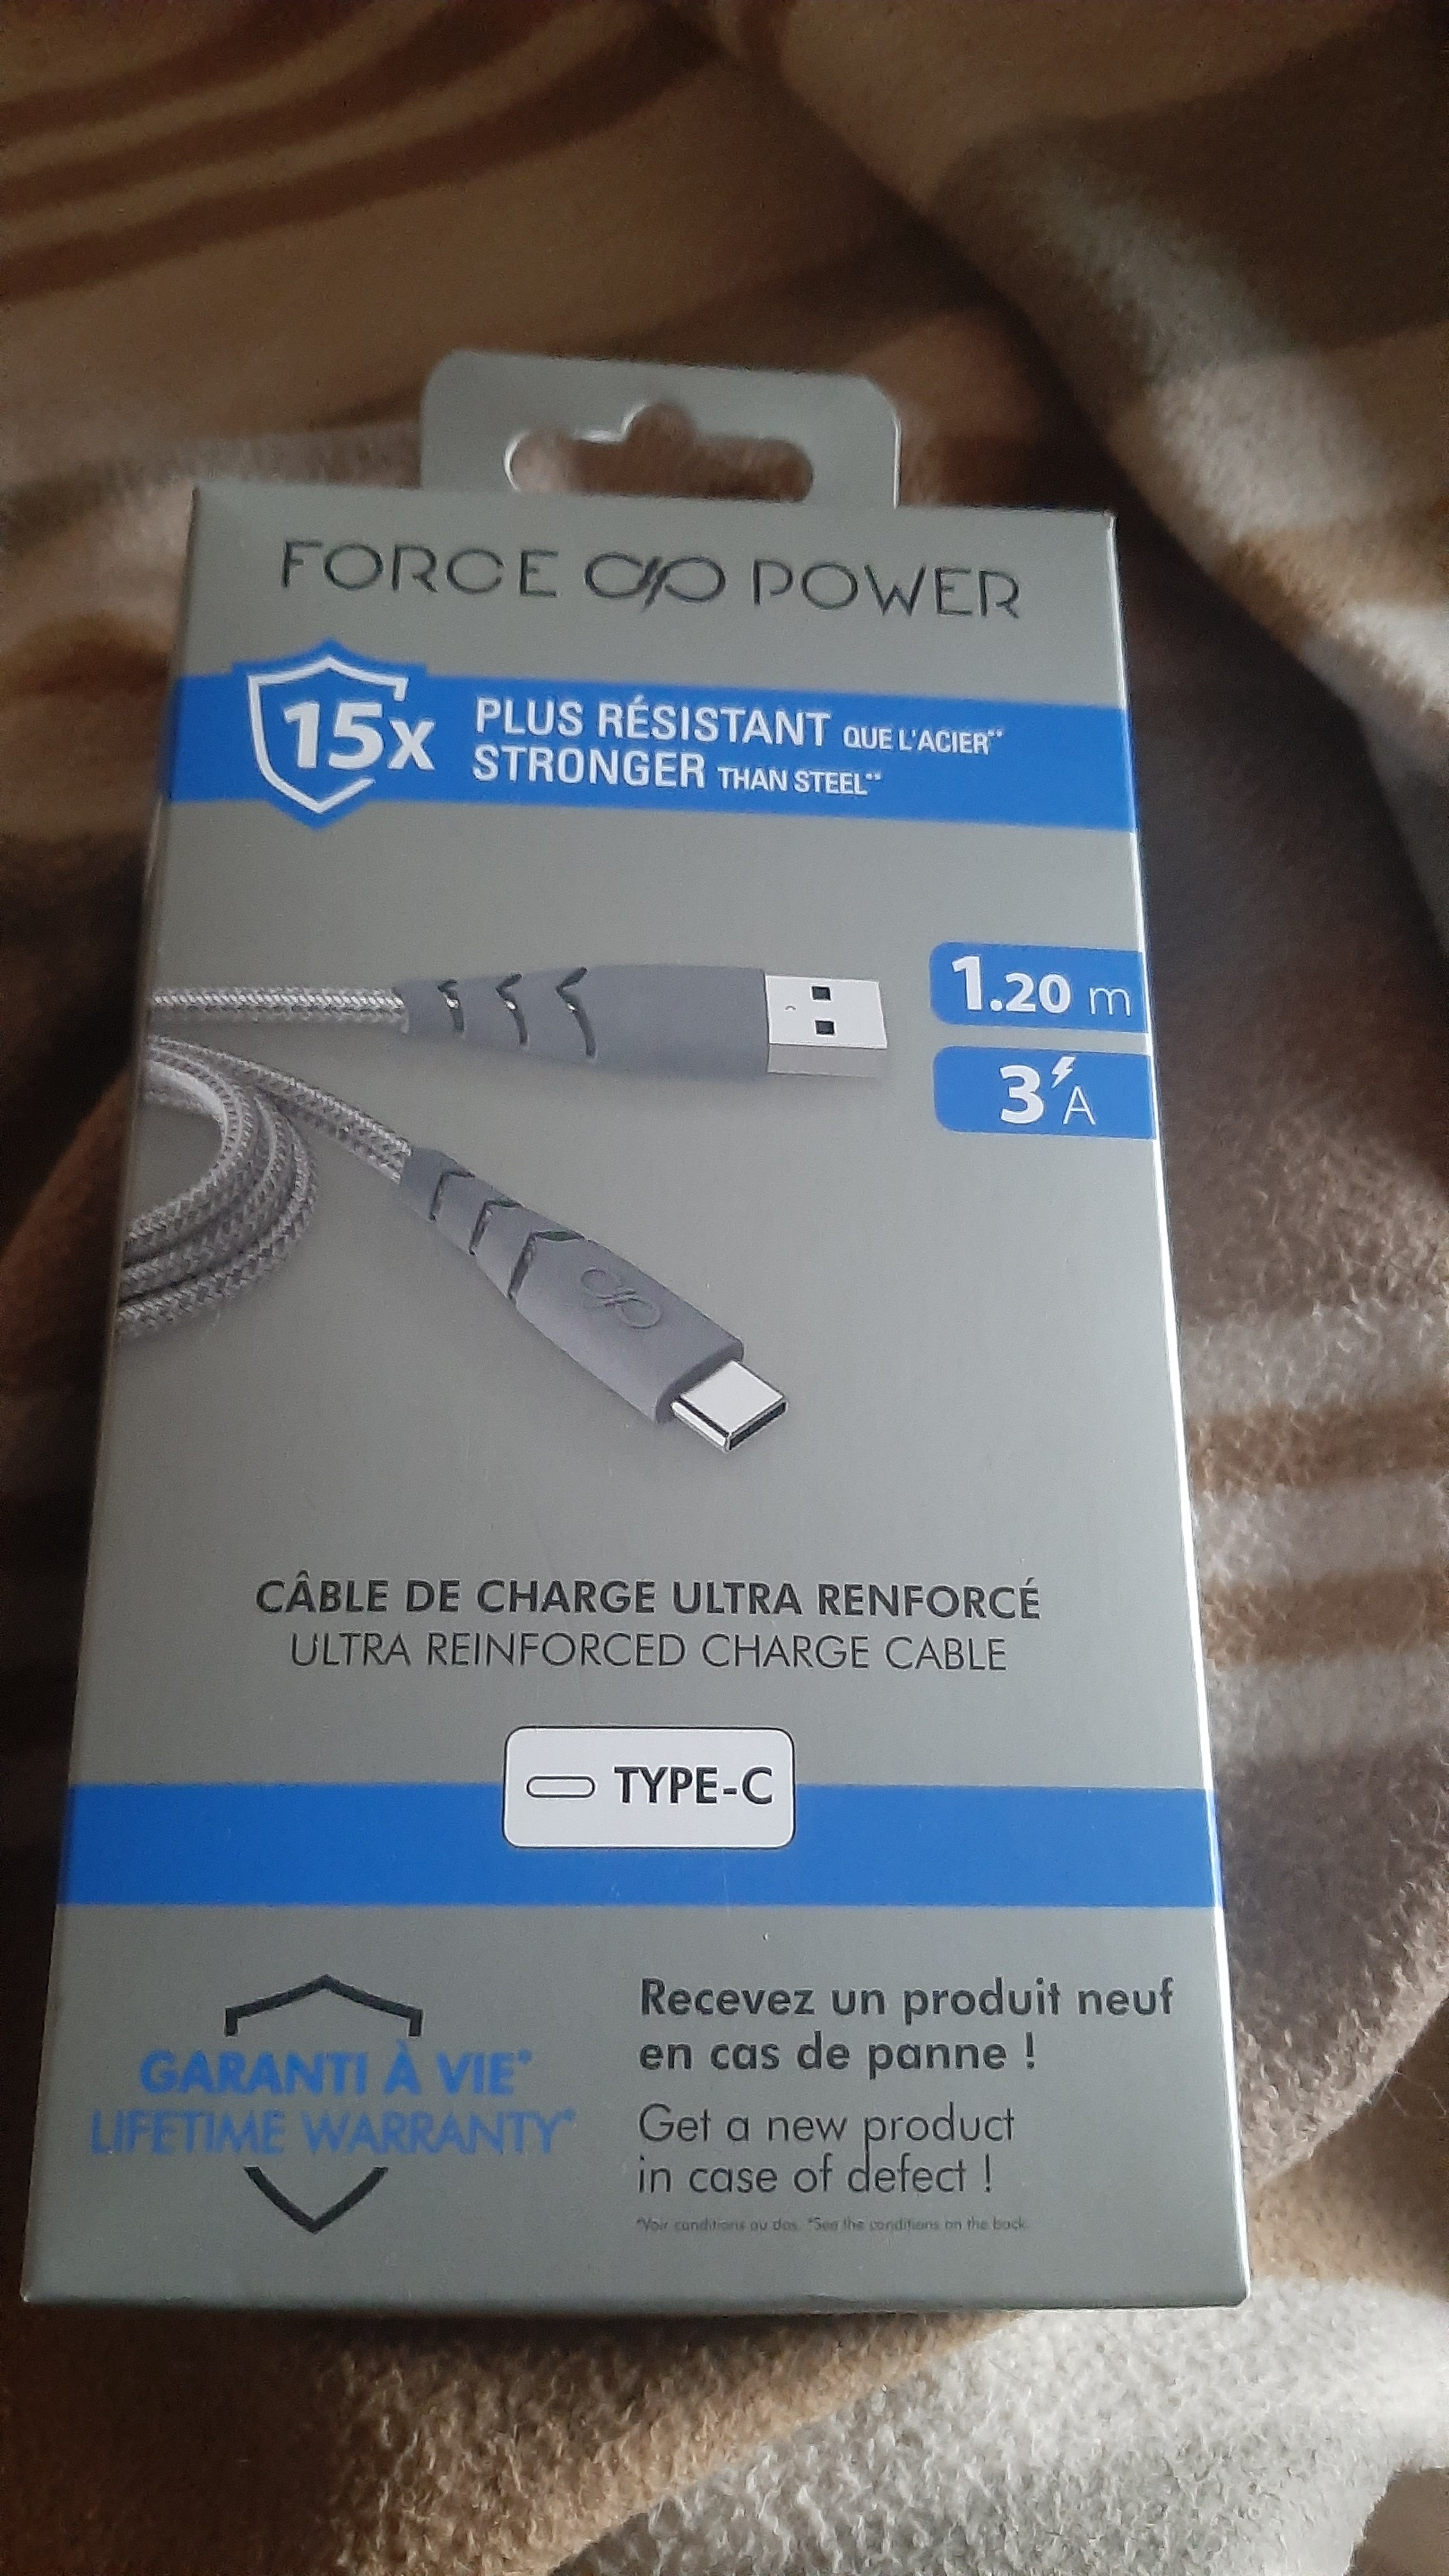 FORCE POWER
15x
PLUS RÉSISTANT QUE L'ACIER**
STRONGER THAN STEEL**
1.20 m
3 A
CÂBLE DE CHARGE ULTRA RENFORCÉ
ULTRA REINFORCED CHARGE CABLE
TYPE-C
GARANTI À VIE*
LIFETIME WARRANTY*
Recevez un produit neuf
en cas de panne !
Get a new product
in case of defect !
*Voir conditions au dos. *See the conditions on the back.